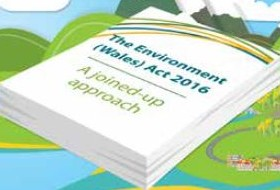 The Environment
(Wales) Act 2016
A joined-up
approach